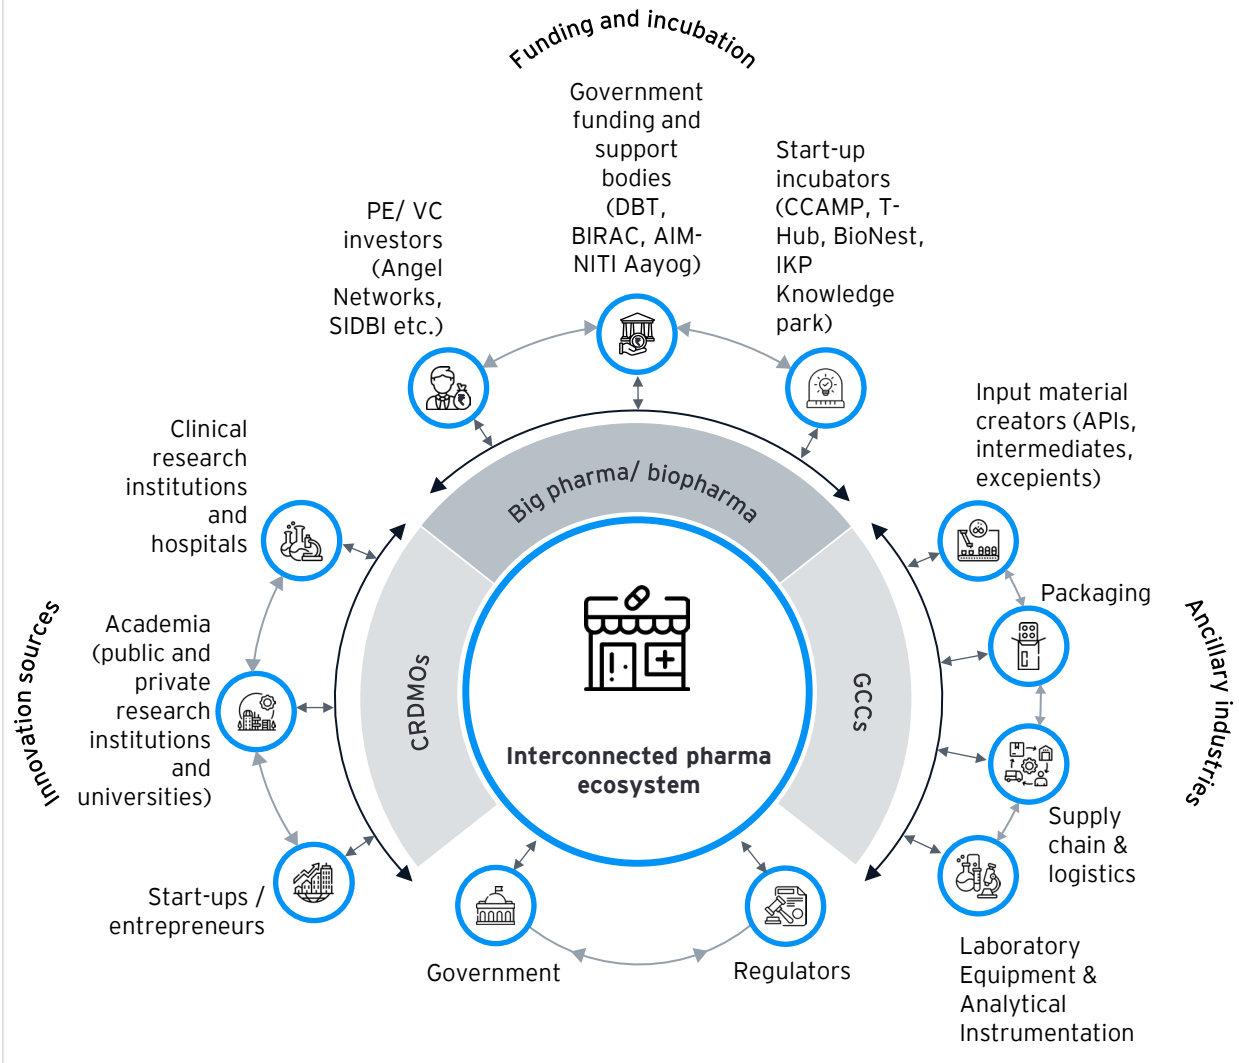 Funding and incubation
Government
funding and
support
bodies
(DBT,
BIRAC, AIM-
NITI Aayog)
Start-up
incubators
(CCAMP, T-
Hub, BioNest,
IKP
Knowledge
park)
PE/ VC
investors
(Angel
Networks,
SIDBI etc.)
Input material
creators (APIs,
intermediates,
excepients)
Clinical
research
institutions
and
hospitals
Big pharma/ biopharma
Packaging
Innovation sources
Academia
(public and
private
research
institutions
and
universities)
CRDMOs
GCCs
Ancillary industries
Interconnected pharma
ecosystem
Supply
chain &
logistics
Start-ups /
entrepreneurs
Government
Regulators
Laboratory
Equipment &
Analytical
Instrumentation